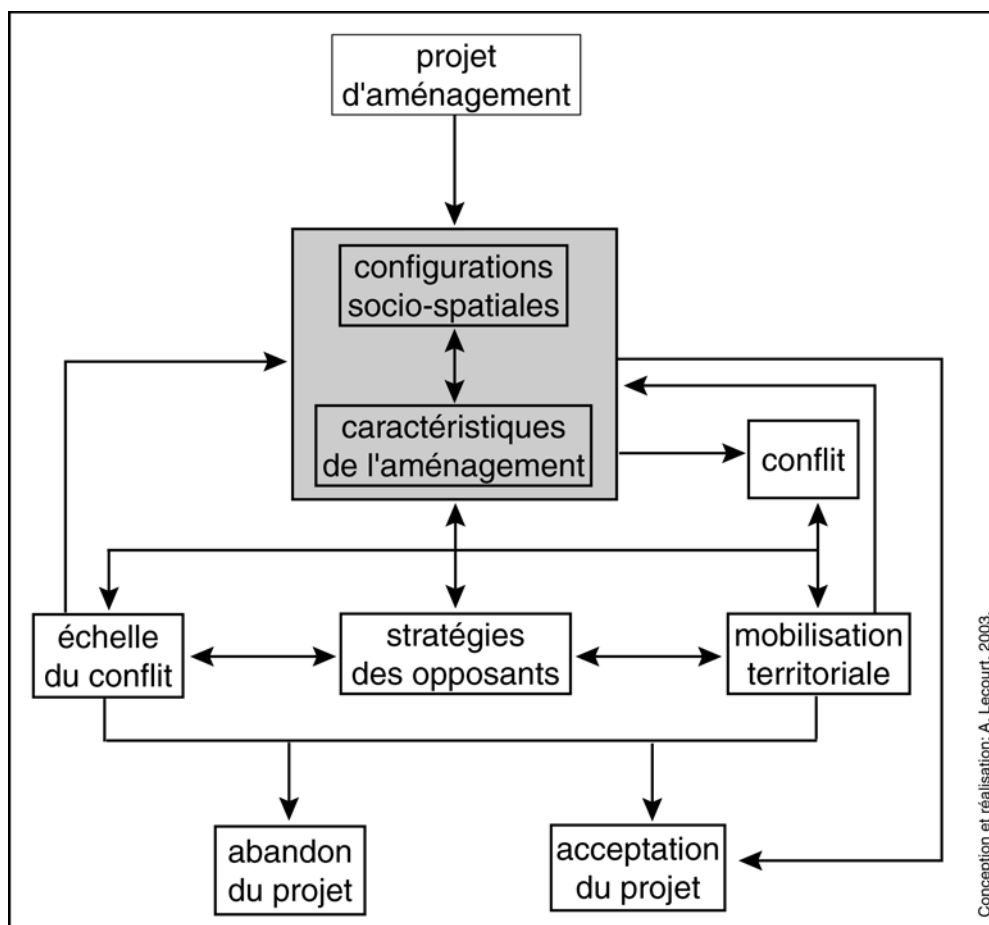 projet
d'aménagement
configurations
socio-spatiales
caractéristiques
de l'aménagement
conflit
échelle
du conflit
stratégies
des opposants
mobilisation
territoriale
abandon
du projet
acceptation
du projet
Conception et réalisation: A. Lecourt, 2003.